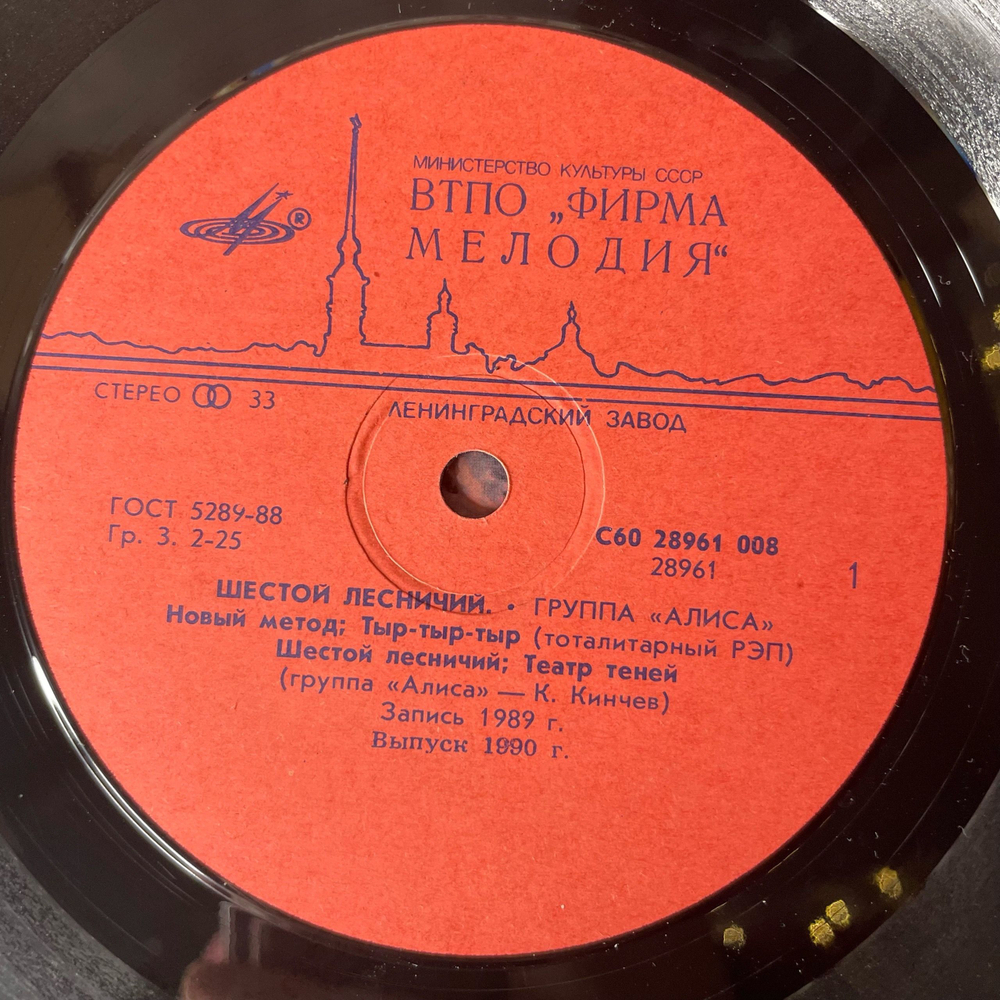 МИНИСТЕРСТВО КУЛЬТУРЫ СССР
ВТПО „ФИРМА
МЕЛОДИЯ“
®
СТЕРЕО 33
ЛЕНИНГРАДСКИЙ ЗАВОД
ГОСТ 5289-88
Гр. 3. 2-25
С60 28961 008
28961
1
ШЕСТОЙ ЛЕСНИЧИЙ. • ГРУППА «АЛИСА»
Новый метод; Тыр-тыр-тыр (тоталитарный РЭП)
Шестой лесничий; Театр теней
(группа «Алиса» — К. Кинчев)
Запись 1989 г.
Выпуск 1990 г.